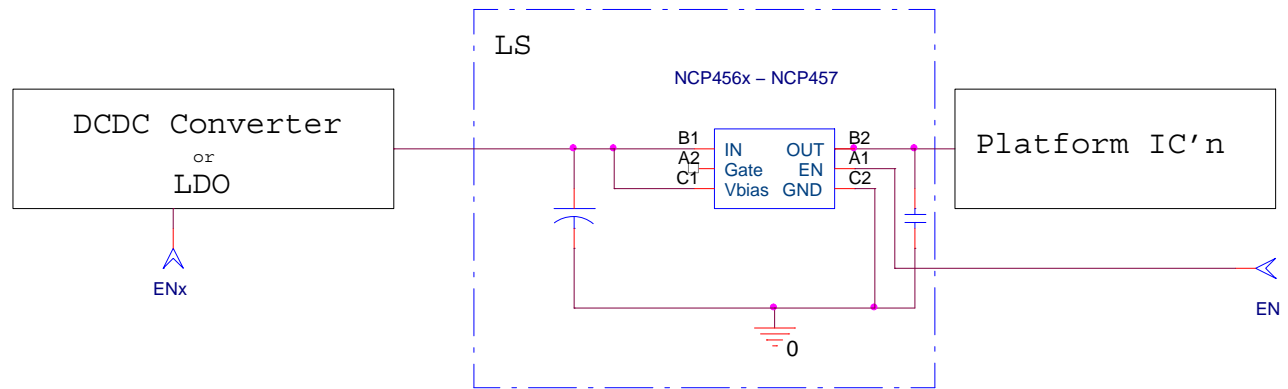 LS
NCP456x – NCP457
DCDC Converter
or
LDO
ENx
B1
A2
C1
IN
Gate
Vbias
OUT
EN
GND
B2
A1
C2
Platform IC'n
EN
0